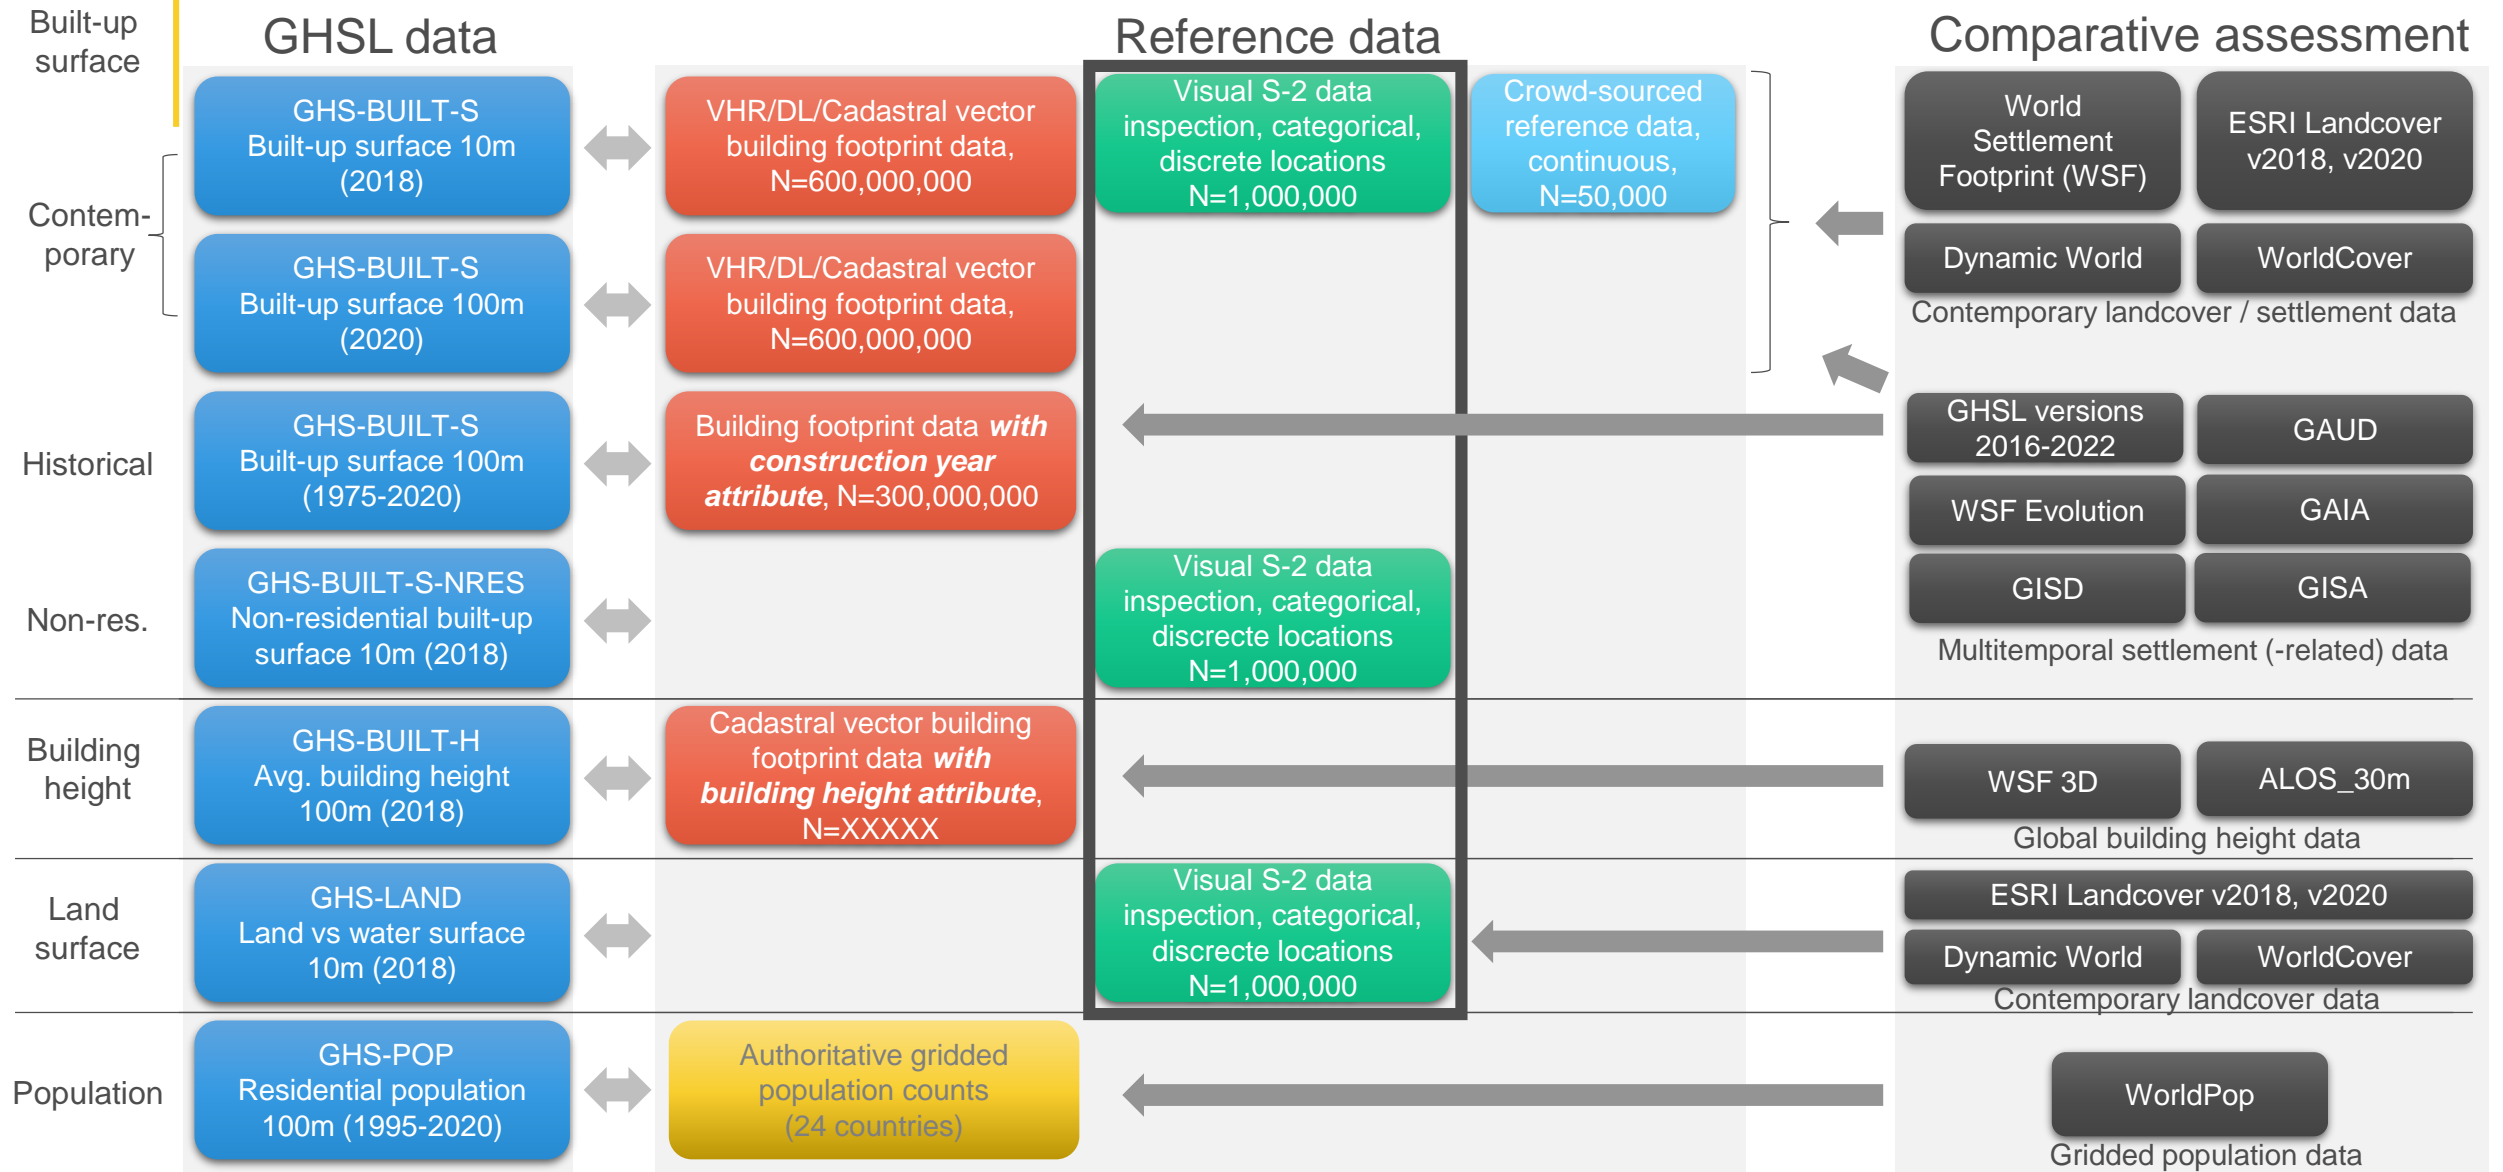 Built-up
surface
GHSL data
Reference data
Comparative assessment
GHS-BUILT-S
Built-up surface 10m
(2018)
VHR/DL/Cadastral vector
building footprint data,
N=600,000,000
Visual S-2 data
inspection, categorical,
discrete locations
N=1,000,000
Crowd-sourced
reference data,
continuous,
N=50,000
World
Settlement
Footprint (WSF)
ESRI Landcover
v2018, v2020
Contem-
porary
GHS-BUILT-S
Built-up surface 100m
(2020)
VHR/DL/Cadastral vector
building footprint data,
N=600,000,000
Dynamic World
WorldCover
Contemporary landcover / settlement data
Historical
GHS-BUILT-S
Built-up surface 100m
(1975-2020)
Building footprint data with
construction year
attribute, N=300,000,000
GHSL versions
2016-2022
GAUD
WSF Evolution
GAIA
GISD
GISA
Multitemporal settlement (-related) data
Non-res.
GHS-BUILT-S-NRES
Non-residential built-up
surface 10m (2018)
Visual S-2 data
inspection, categorical,
discrecte locations
N=1,000,000
Building
height
GHS-BUILT-H
Avg. building height
100m (2018)
Cadastral vector building
footprint data with
building height attribute,
N=XXXXX
WSF 3D
ALOS_30m
Global building height data
Land
surface
GHS-LAND
Land vs water surface
10m (2018)
Visual S-2 data
inspection, categorical,
discrecte locations
N=1,000,000
ESRI Landcover v2018, v2020
Dynamic World
WorldCover
Contemporary landcover data
Population
GHS-POP
Residential population
100m (1995-2020)
Authoritative gridded
population counts
(24 countries)
WorldPop
Gridded population data